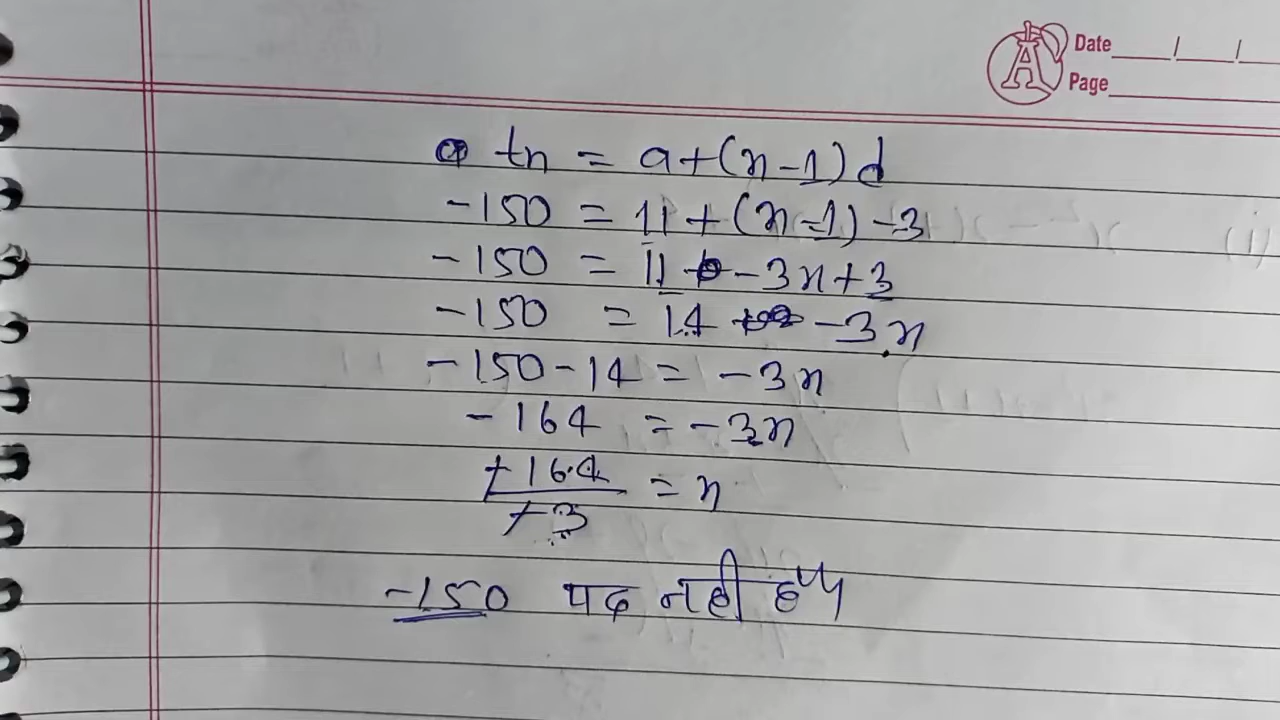 Date / /
Page
tn = a+(n-1)d
-150 = 11 + (n-1)-3
-150 = 11 -3n+3
-150 = 14 -3n
-150-14 = -3n
-164 = -3n
+164/+3 = n
-150 पद नही है।